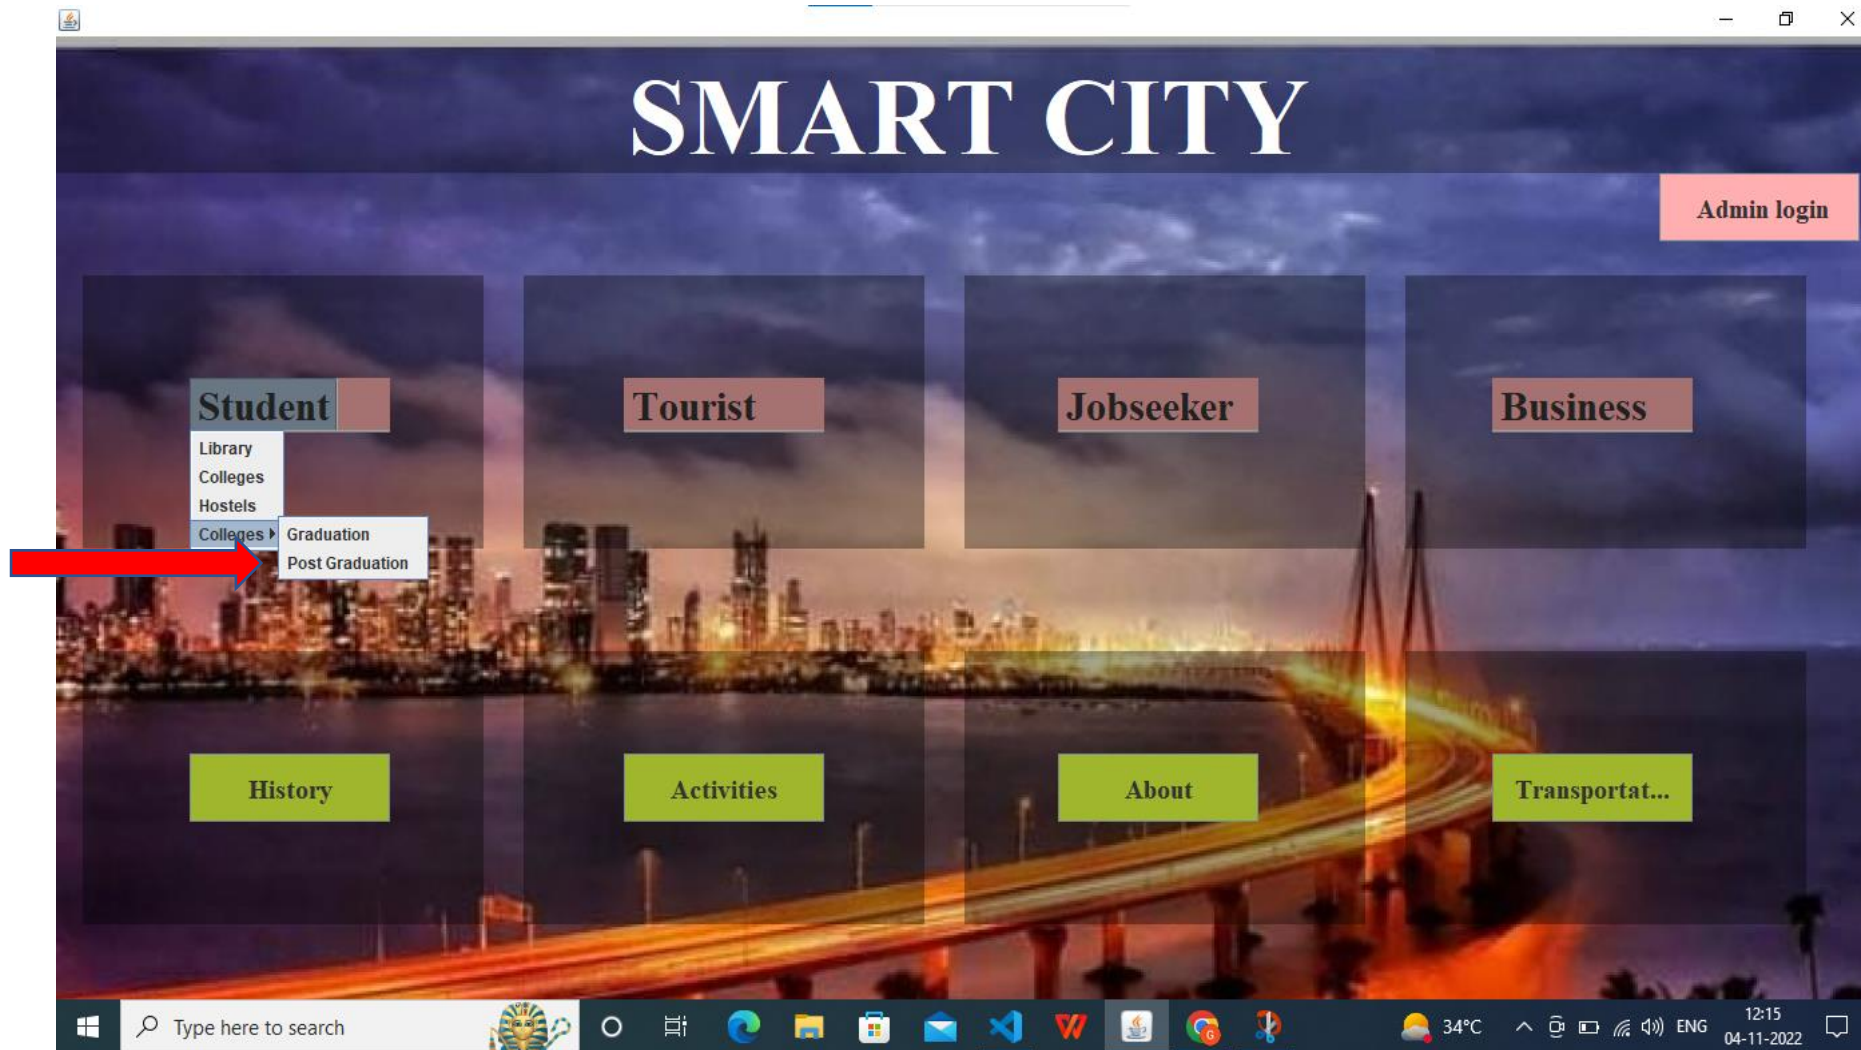 SMART CITY
Admin login
Student
Tourist
Jobseeker
Business
Library
Colleges
Hostels
Colleges
Graduation
Post Graduation
History
Activities
About
Transportat...
Type here to search
34°C
ENG
12:15
04-11-2022